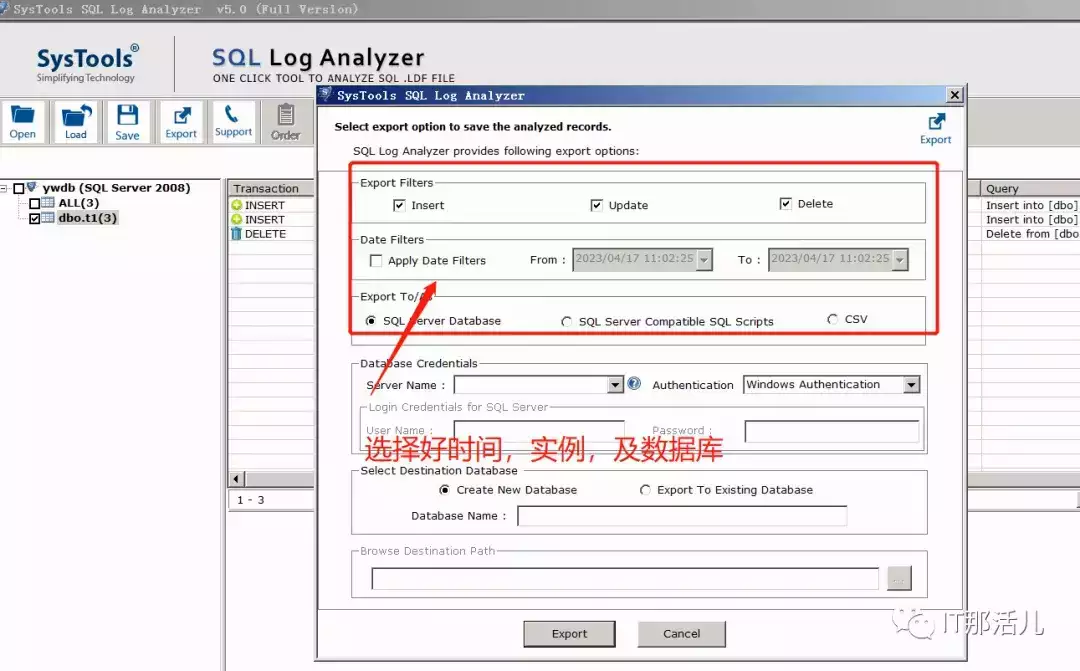 SysTools SQL Log Analyzer v5.0 (Full Version)
SysTools®
Simplifying Technology
SQL Log Analyzer
ONE CLICK TOOL TO ANALYZE SQL .LDF FILE
Open
Load
Save
Export
Support
Order
ywdb (SQL Server 2008)
ALL(3)
dbo.t1(3)
Transaction
INSERT
INSERT
DELETE
1 - 3
Query
Insert into [dbo]
Insert into [dbo]
Delete from [dbo
SysTools SQL Log Analyzer
Select export option to save the analyzed records.
Export
SQL Log Analyzer provides following export options:
Export Filters
Insert
Update
Delete
Date Filters
Apply Date Filters
From :
2023/04/17 11:02:25
To :
2023/04/17 11:02:25
Export To/As
SQL Server Database
SQL Server Compatible SQL Scripts
CSV
Database Credentials
Server Name :
Authentication
Windows Authentication
Login Credentials for SQL Server
User Name :
Password :
选择好时间，实例，及数据库
Select Destination Database
Create New Database
Export To Existing Database
Database Name :
Browse Destination Path
...
Export
Cancel
IT那活儿